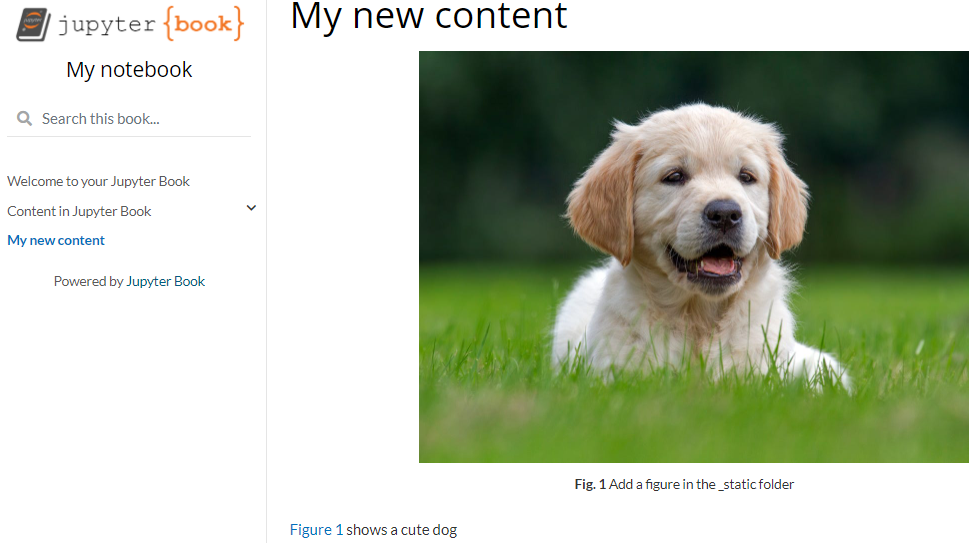 jupyter {book}
My notebook
Search this book...
Welcome to your Jupyter Book
Content in Jupyter Book
My new content
Powered by Jupyter Book
My new content
Fig. 1 Add a figure in the _static folder
Figure 1 shows a cute dog